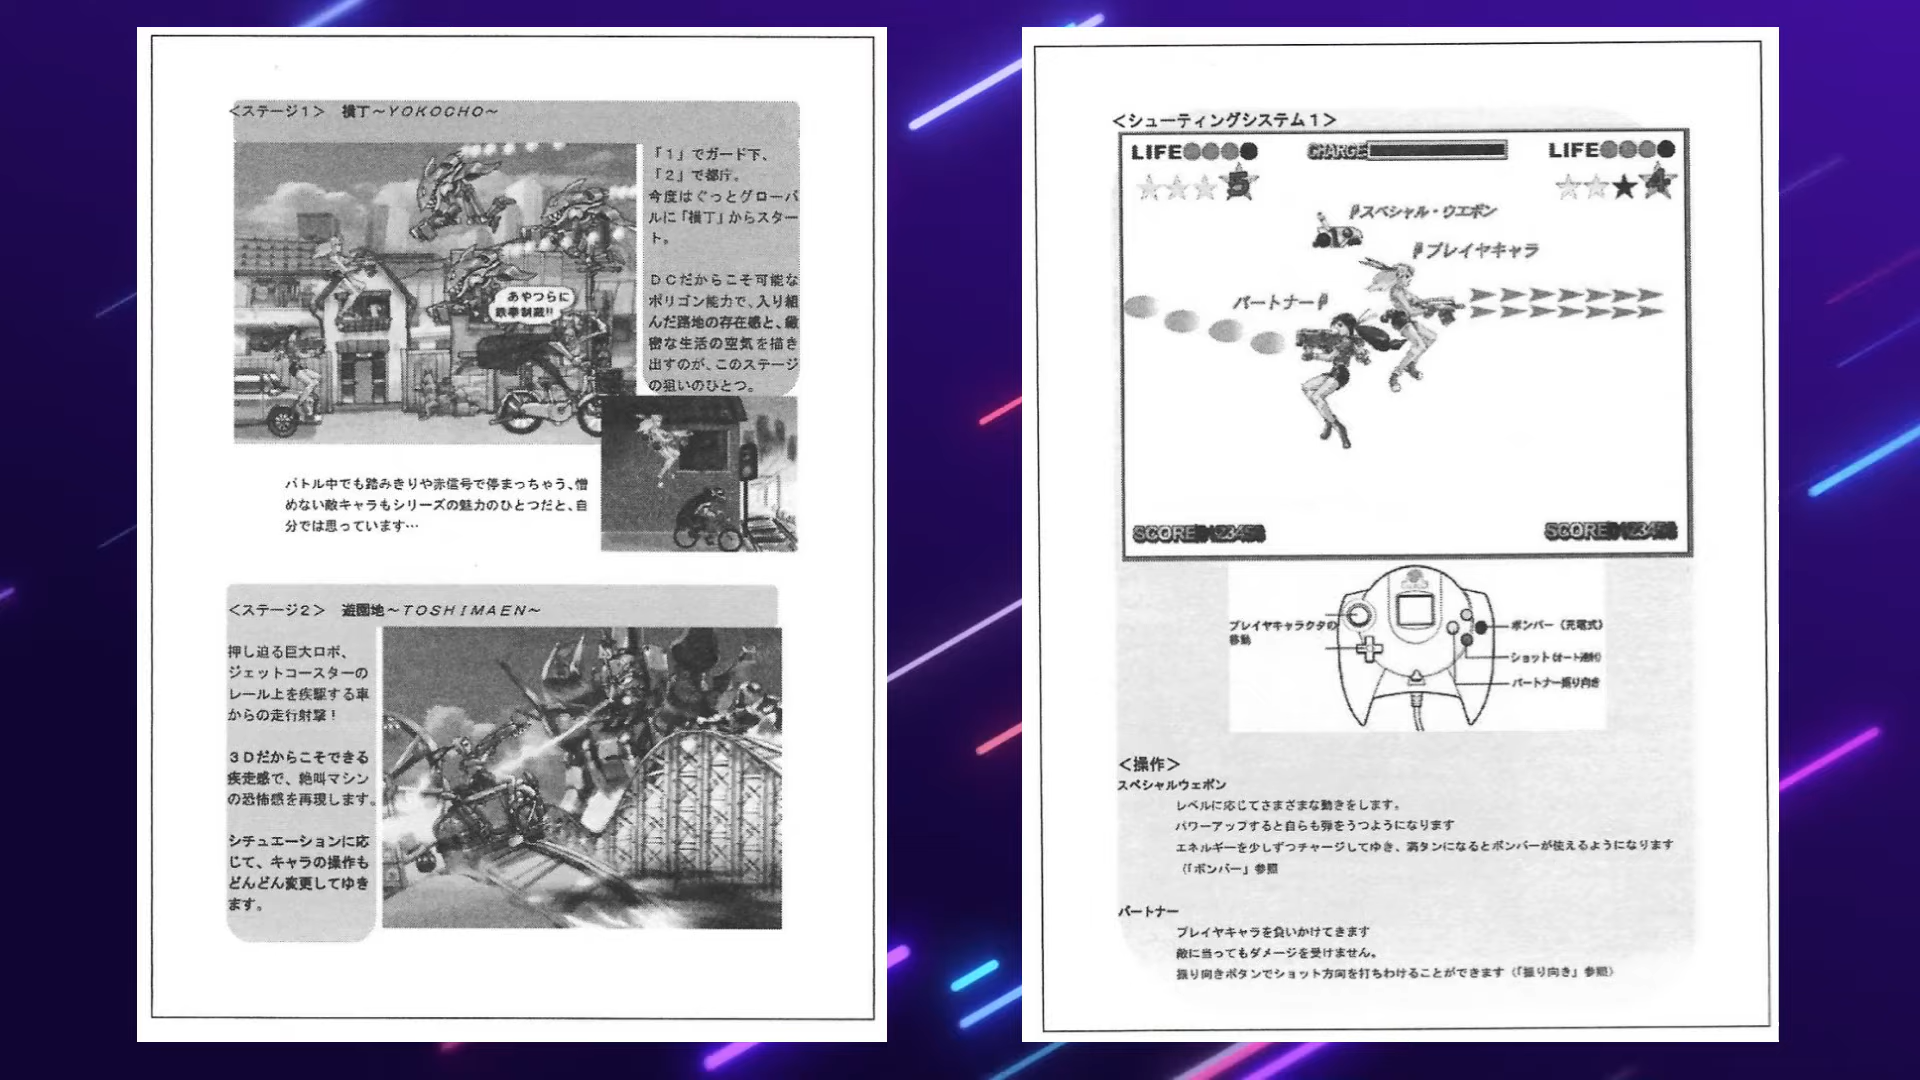 <ステージ1> 横丁～YOKOCHO～
『1』でガード下、
『2』で都庁。
今度はぐっとグローバ
ルに「横丁」からスター
ト。
DCだからこそ可能な
ポリゴン能力で、入り組
んだ路地の存在感と、厳
密な生活の空気を描き
出すのが、このステージ
の狙いのひとつ。
あやつらに
鉄拳制裁!!
バトル中でも踏みきりや赤信号で停まっちゃう、憎
めない敵キャラもシリーズの魅力のひとつだと、自
分では思っています…
<ステージ2> 遊園地～TOSHIMAEN～
押し迫る巨大ロボ、
ジェットコースターの
レール上を疾駆する車
からの走行射撃！
3Dだからこそできる
疾走感で、絶叫マシン
の恐怖感を再現します。
シチュエーションに応
じて、キャラの操作も
どんどん変更してゆき
ます。
<シューティングシステム1>
LIFE
CHARGE
LIFE
5
4
スペシャル・ウエポン
プレイヤキャラ
パートナー
SCORE
SCORE
プレイヤキャラクタの
移動
ボンバー（充電式）
ショット(オート連射)
パートナー振り向き
<操作>
スペシャルウェポン
レベルに応じてさまざまな動きをします。
パワーアップすると自らも弾をうつようになります
エネルギーを少しずつチャージしてゆき、満タンになるとボンバーが使えるようになります
（「ボンバー」参照
パートナー
プレイヤキャラを負いかけてきます
敵に当ってもダメージを受けません。
振り向きボタンでショット方向を打ちわけることができます（「振り向き」参照）